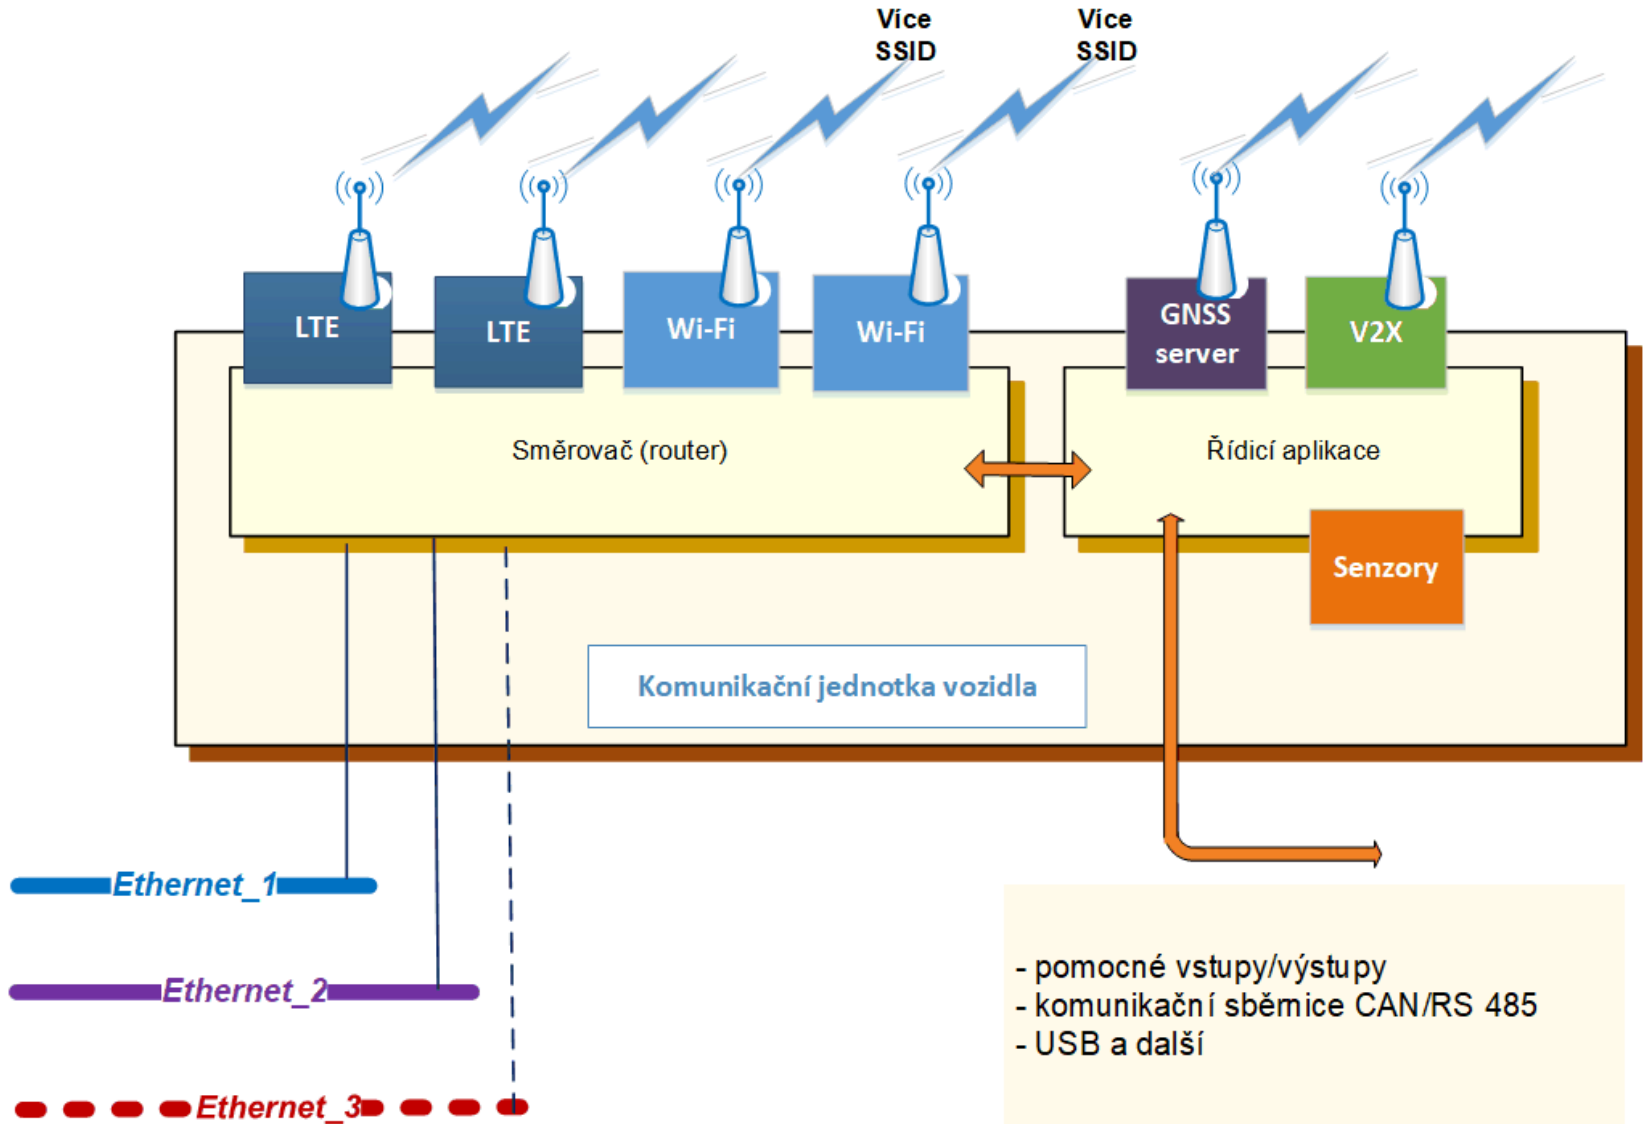 Více
SSID
Více
SSID
LTE
LTE
Wi-Fi
Wi-Fi
GNSS
server
V2X
Směrovač (router)
Řídicí aplikace
Senzory
Komunikační jednotka vozidla
Ethernet_1
Ethernet_2
Ethernet_3
- pomocné vstupy/výstupy
- komunikační sběrnice CAN/RS 485
- USB a další